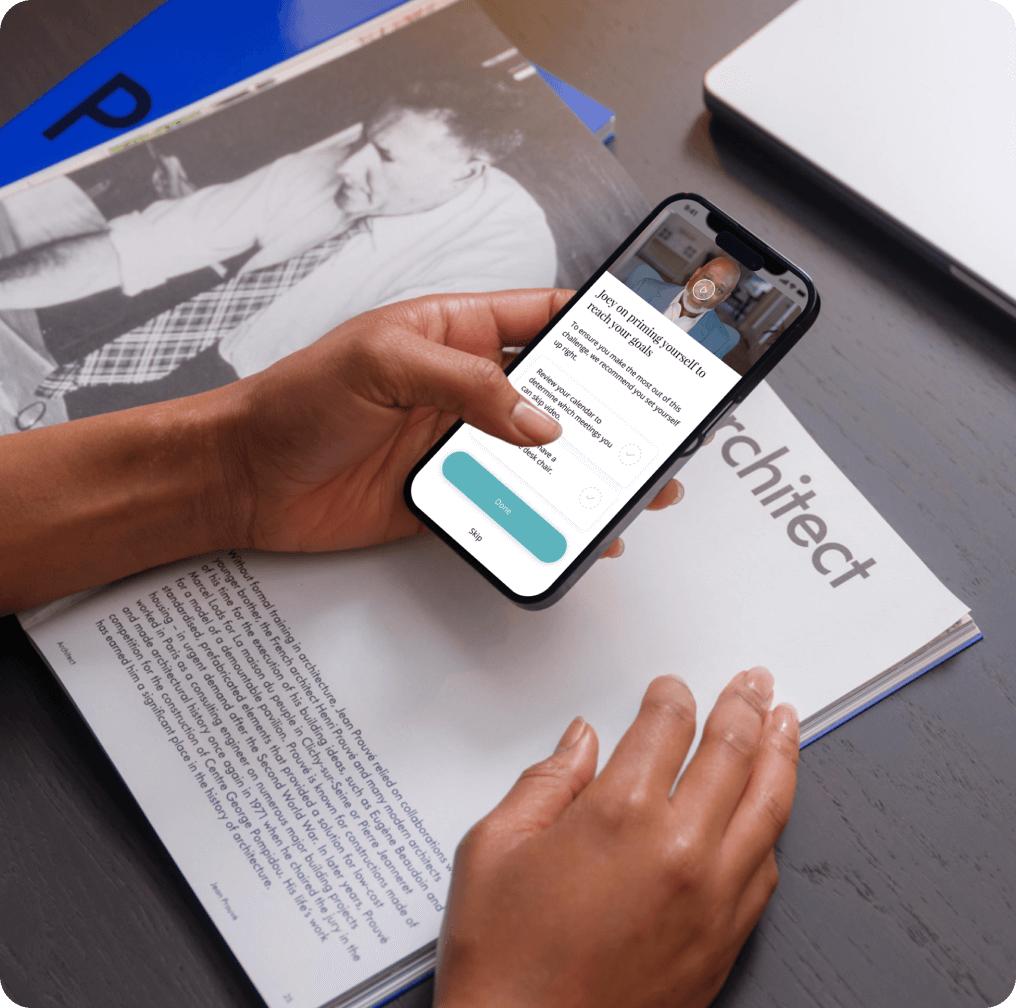 P
9:41
Joey on priming yourself to
reach your goals
To ensure you make the most out of this
challenge, we recommend you set yourself
up right.
Review your calendar to
determine which meetings you
can skip video.
have a
desk chair.
Done
Skip
rchitect
Without formal training in architecture, Jean Prouvé relied on collaborations
younger brother, the French architect Henri Prouvé and many modern architects
of his time for the execution of his building ideas, such as Eugène Beaudoin and
Marcel Lods for La maison du peuple in Clichy-sur-Seine or Pierre Jeanneret
for a model of a demountable pavilion. Prouvé is known for constructions made of
standardised, prefabricated elements that provided a solution for low-cost
housing – in urgent demand after the Second World War. In later years, Prouvé
worked in Paris as a consulting engineer on numerous major building projects
and made architectural history once again in 1971 when he chaired the jury in the
competition for the construction of Centre George Pompidou. His life's work
has earned him a significant place in the history of architecture.
Architect
Jean Prouvé